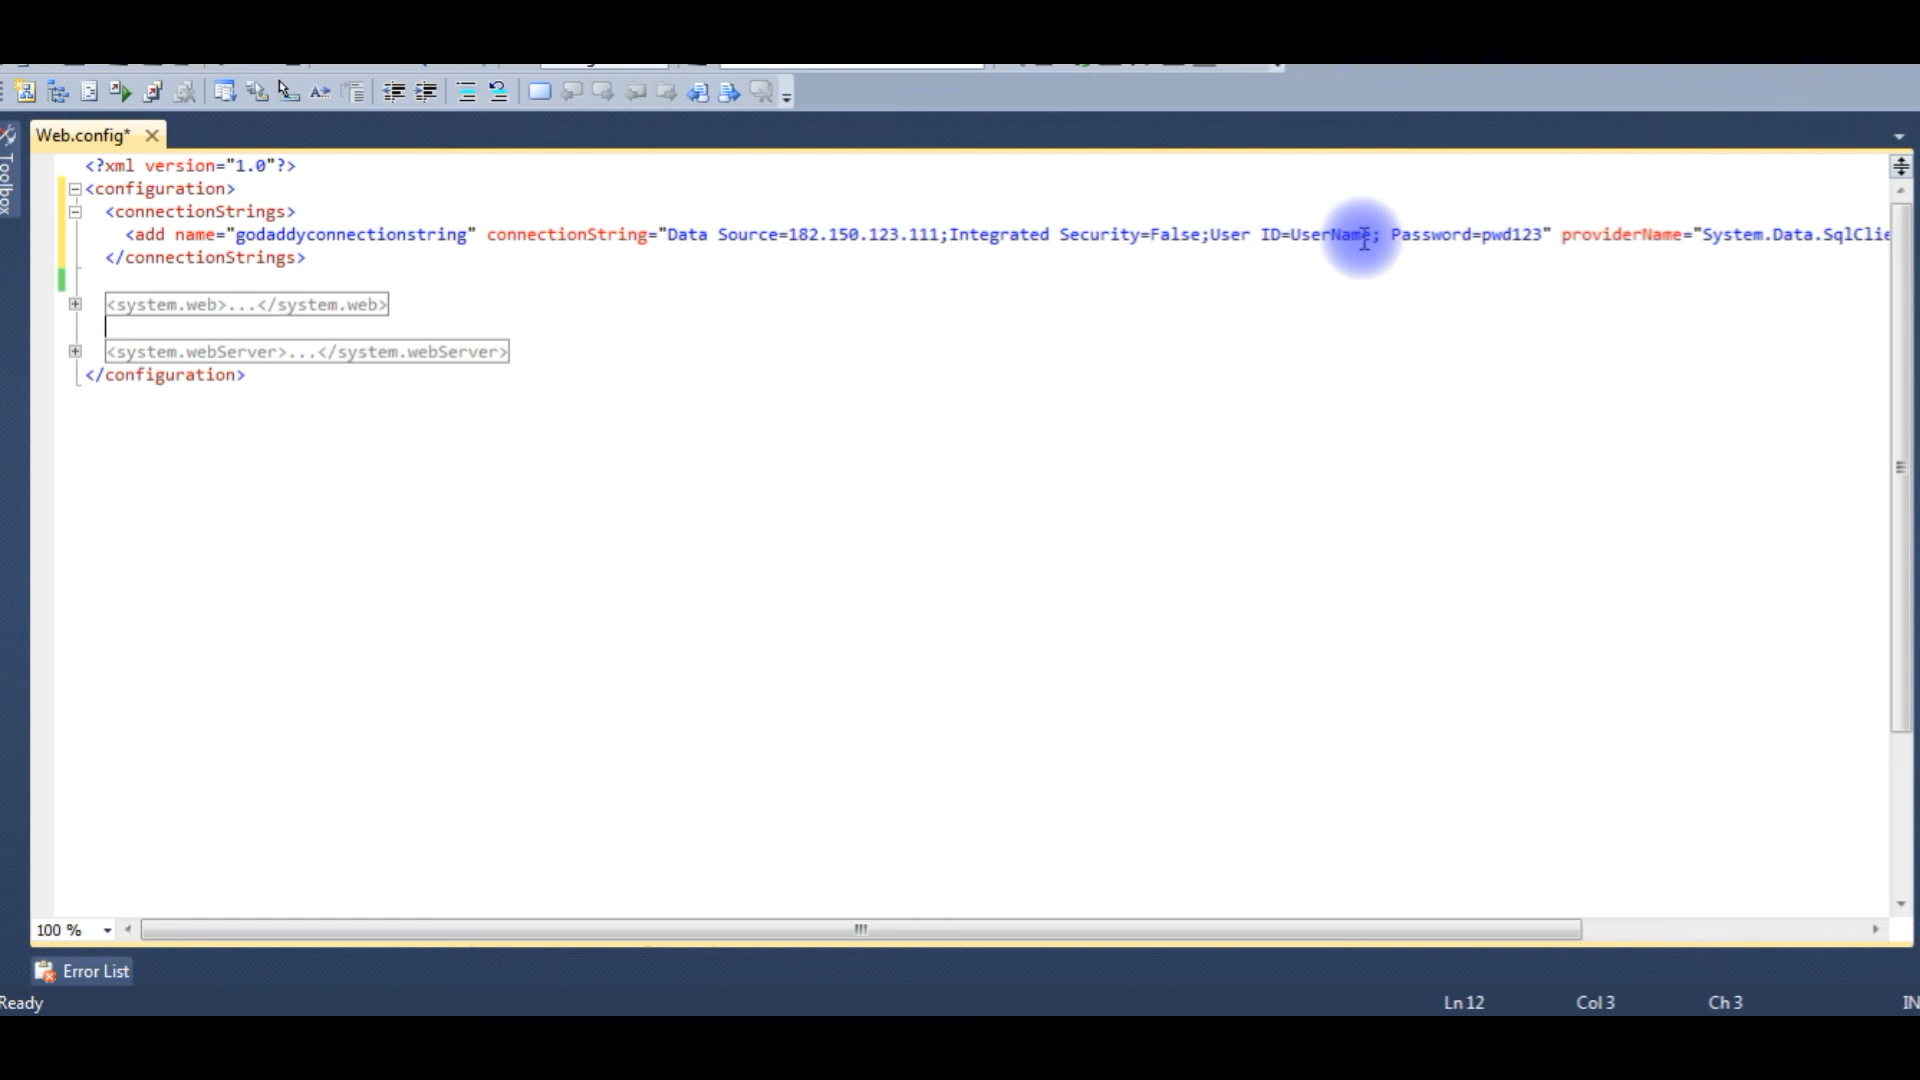 Web.config*
Toolbox
<?xml version="1.0"?>
<configuration>
<connectionStrings>
<add name="godaddyconnectionstring" connectionString="Data Source=182.150.123.111;Integrated Security=False;User ID=UserName; Password=pwd123" providerName="System.Data.SqlClie
</connectionStrings>
<system.web>...</system.web>
<system.webServer>...</system.webServer>
</configuration>
100 %
Error List
Ready
Ln 12
Col 3
Ch 3
IN